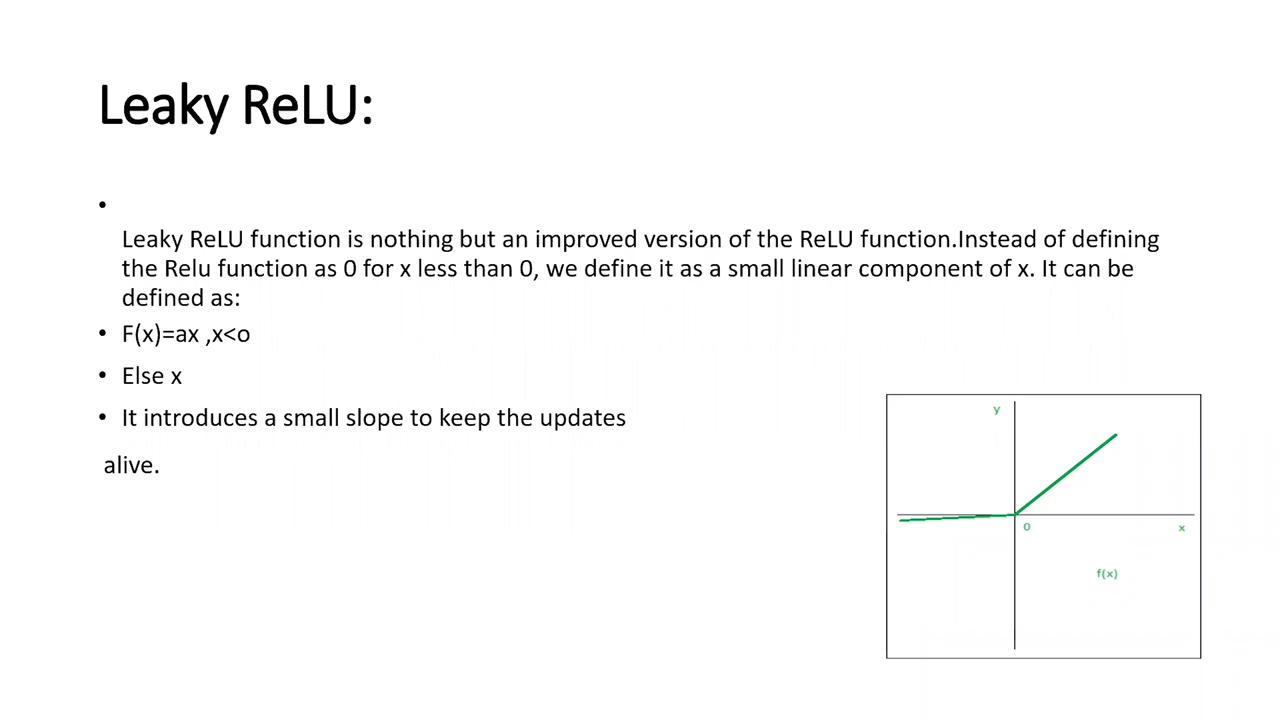 Leaky ReLU:
•
Leaky ReLU function is nothing but an improved version of the ReLU function.Instead of defining
the Relu function as 0 for x less than 0, we define it as a small linear component of x. It can be
defined as:
• F(x)=ax ,x<o
• Else x
• It introduces a small slope to keep the updates
alive.
y
0
x
f(x)